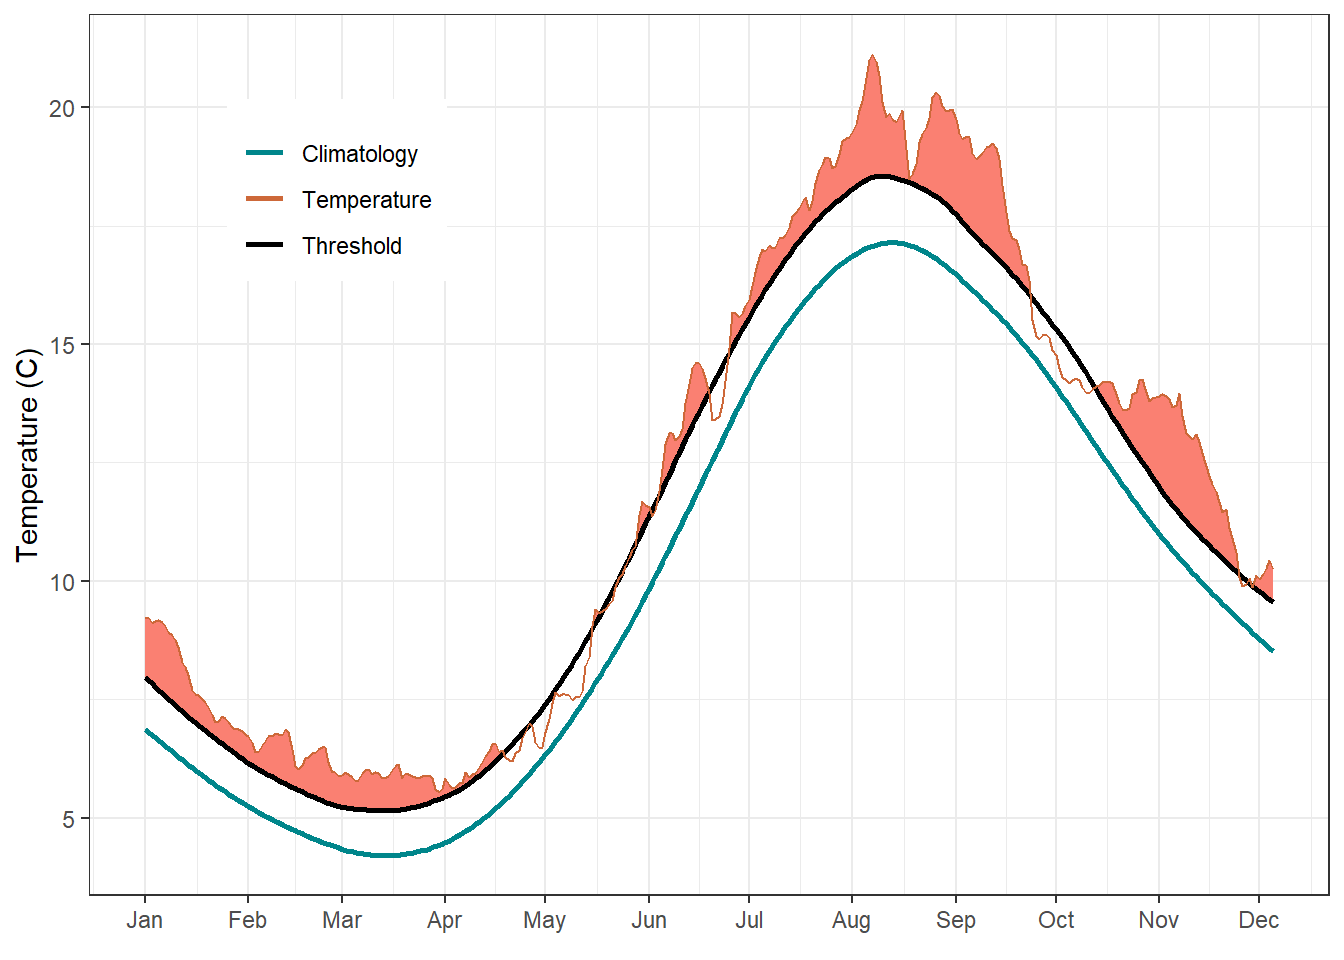 Temperature (C)
20
15
10
5
Climatology
Temperature
Threshold
Jan Feb Mar Apr May Jun Jul Aug Sep Oct Nov Dec